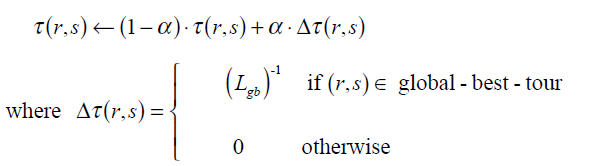 τ(r,s) ← (1 − α) · τ(r,s) + α · Δτ(r,s)
where Δτ(r,s) = { (L_gb)^-1 if (r,s) ∈ global - best - tour
0 otherwise